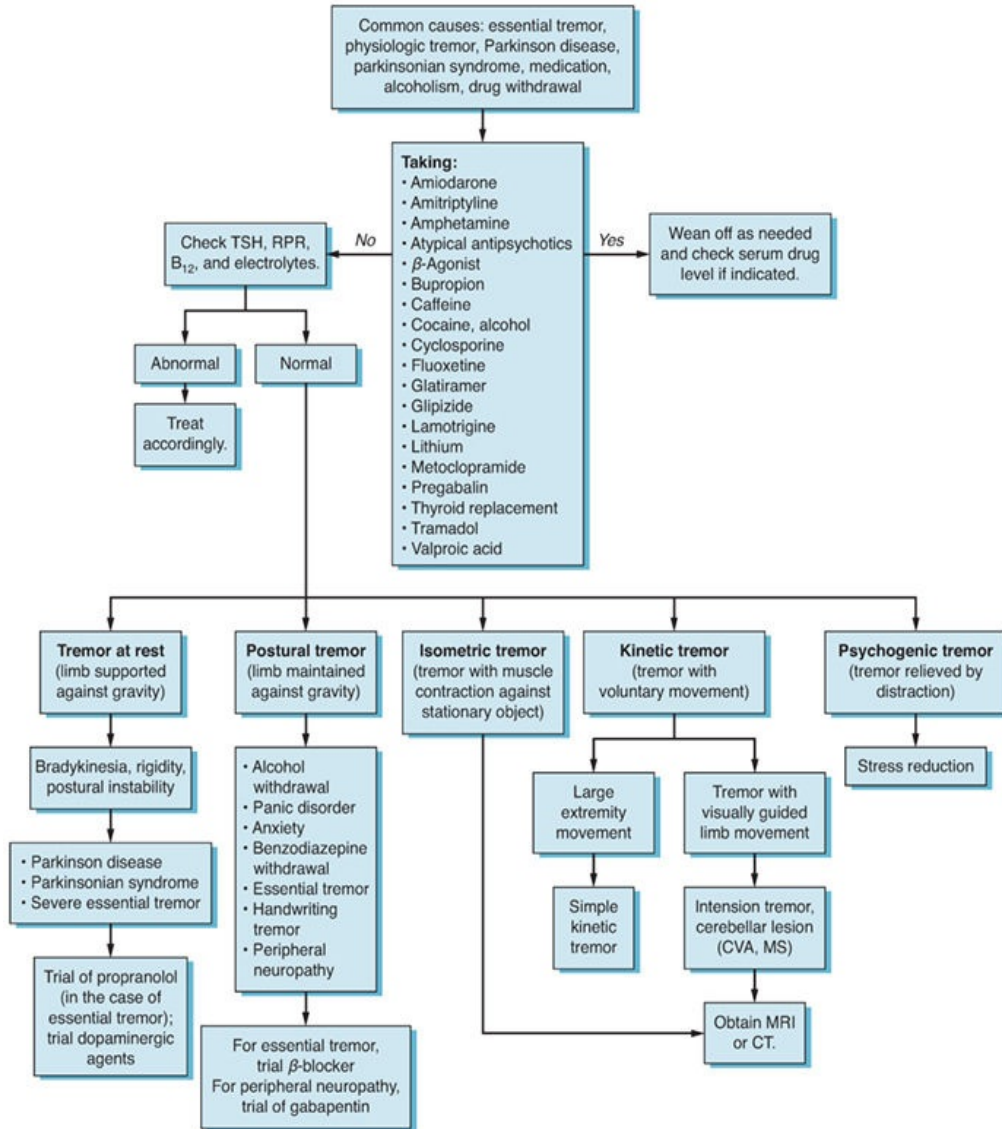 Common causes: essential tremor,
physiologic tremor, Parkinson disease,
parkinsonian syndrome, medication,
alcoholism, drug withdrawal
Taking:
• Amiodarone
• Amitriptyline
• Amphetamine
• Atypical antipsychotics
• β-Agonist
• Bupropion
• Caffeine
• Cocaine, alcohol
• Cyclosporine
• Fluoxetine
• Glatiramer
• Glipizide
• Lamotrigine
• Lithium
• Metoclopramide
• Pregabalin
• Thyroid replacement
• Tramadol
• Valproic acid
No
Yes
Check TSH, RPR,
B₁₂, and electrolytes.
Wean off as needed
and check serum drug
level if indicated.
Abnormal
Normal
Treat
accordingly.
Tremor at rest
(limb supported
against gravity)
Bradykinesia, rigidity,
postural instability
• Parkinson disease
• Parkinsonian syndrome
• Severe essential tremor
Trial of propranolol
(in the case of
essential tremor);
trial dopaminergic
agents
Postural tremor
(limb maintained
against gravity)
• Alcohol
withdrawal
• Panic disorder
• Anxiety
• Benzodiazepine
withdrawal
• Essential tremor
• Handwriting
tremor
• Peripheral
neuropathy
For essential tremor,
trial β-blocker
For peripheral neuropathy,
trial of gabapentin
Isometric tremor
(tremor with muscle
contraction against
stationary object)
Kinetic tremor
(tremor with
voluntary movement)
Large
extremity
movement
Simple
kinetic
tremor
Tremor with
visually guided
limb movement
Intension tremor,
cerebellar lesion
(CVA, MS)
Obtain MRI
or CT.
Psychogenic tremor
(tremor relieved by
distraction)
Stress reduction